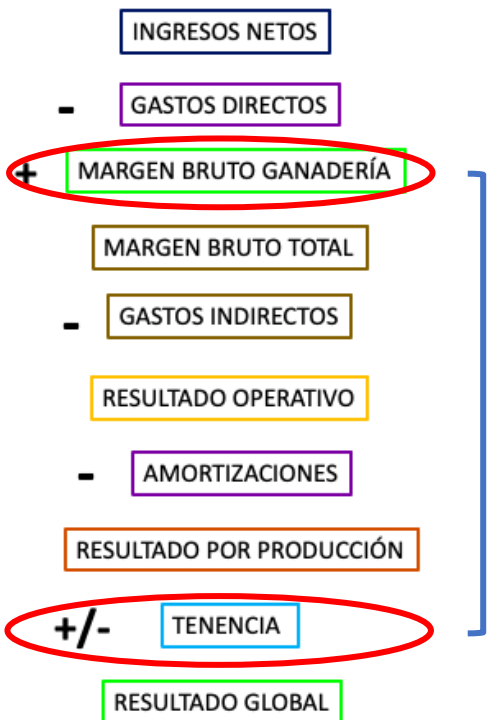 INGRESOS NETOS
- GASTOS DIRECTOS
+ MARGEN BRUTO GANADERÍA
MARGEN BRUTO TOTAL
- GASTOS INDIRECTOS
RESULTADO OPERATIVO
- AMORTIZACIONES
RESULTADO POR PRODUCCIÓN
+/- TENENCIA
RESULTADO GLOBAL